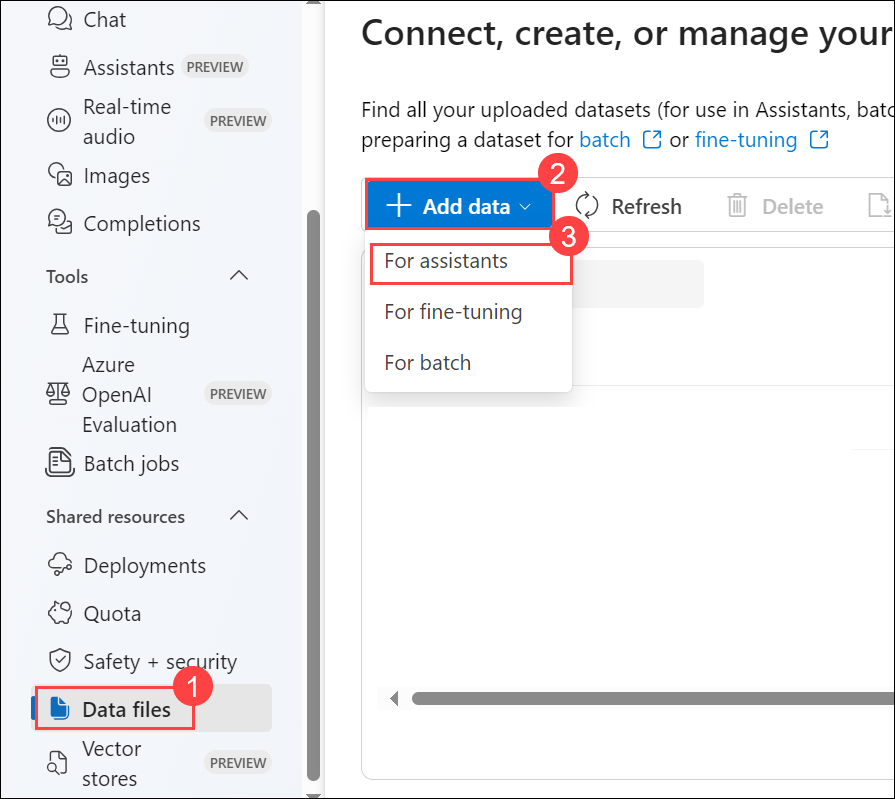 Chat
Assistants PREVIEW
Real-time
audio
PREVIEW
Images
Completions
Tools
Fine-tuning
Azure
OpenAI
Evaluation
PREVIEW
Batch jobs
Shared resources
Deployments
Quota
Safety + security
1
Data files
Vector
stores
PREVIEW
Connect, create, or manage your
Find all your uploaded datasets (for use in Assistants, batc
preparing a dataset for batch or fine-tuning
2
Add data
Refresh
Delete
3
For assistants
For fine-tuning
For batch